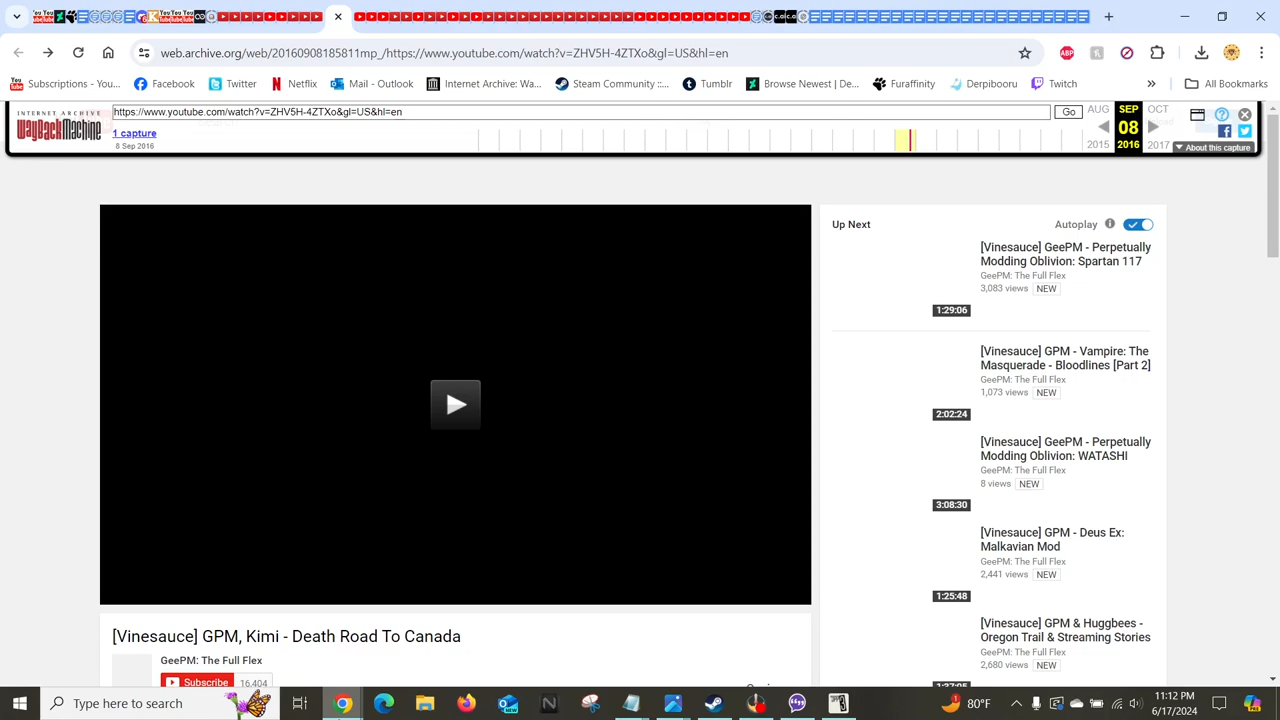 web.archive.org/web/20160908185811mp_/https://www.youtube.com/watch?v=ZHV5H-4ZTXo&gl=US&hl=en
ABP
Subscriptions - You...
Facebook
Twitter
Netflix
Mail - Outlook
Internet Archive: Wa...
Steam Community ::...
Tumblr
Browse Newest | De...
Furaffinity
Derpibooru
Twitch
»
All Bookmarks
INTERNET ARCHIVE
WayBackMachine
https://www.youtube.com/watch?v=ZHV5H-4ZTXo&gl=US&hl=en
Go
1 capture
8 Sep 2016
AUG SEP OCT
08
2015 2016 2017
About this capture
Up Next
Autoplay
[Vinesauce] GeePM - Perpetually
Modding Oblivion: Spartan 117
GeePM: The Full Flex
3,083 views NEW
1:29:06
[Vinesauce] GPM - Vampire: The
Masquerade - Bloodlines [Part 2]
GeePM: The Full Flex
1,073 views NEW
2:02:24
[Vinesauce] GeePM - Perpetually
Modding Oblivion: WATASHI
GeePM: The Full Flex
8 views NEW
3:08:30
[Vinesauce] GPM - Deus Ex:
Malkavian Mod
GeePM: The Full Flex
2,441 views NEW
1:25:48
[Vinesauce] GPM & Huggbees -
Oregon Trail & Streaming Stories
GeePM: The Full Flex
2,680 views NEW
[Vinesauce] GPM, Kimi - Death Road To Canada
GeePM: The Full Flex
Subscribe 16,404
Type here to search
80°F
11:12 PM
6/17/2024